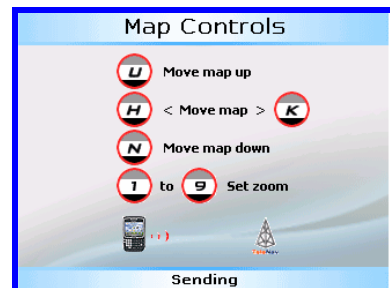 Map Controls
U Move map up
H < Move map > K
N Move map down
1 to 9 Set zoom
Sending